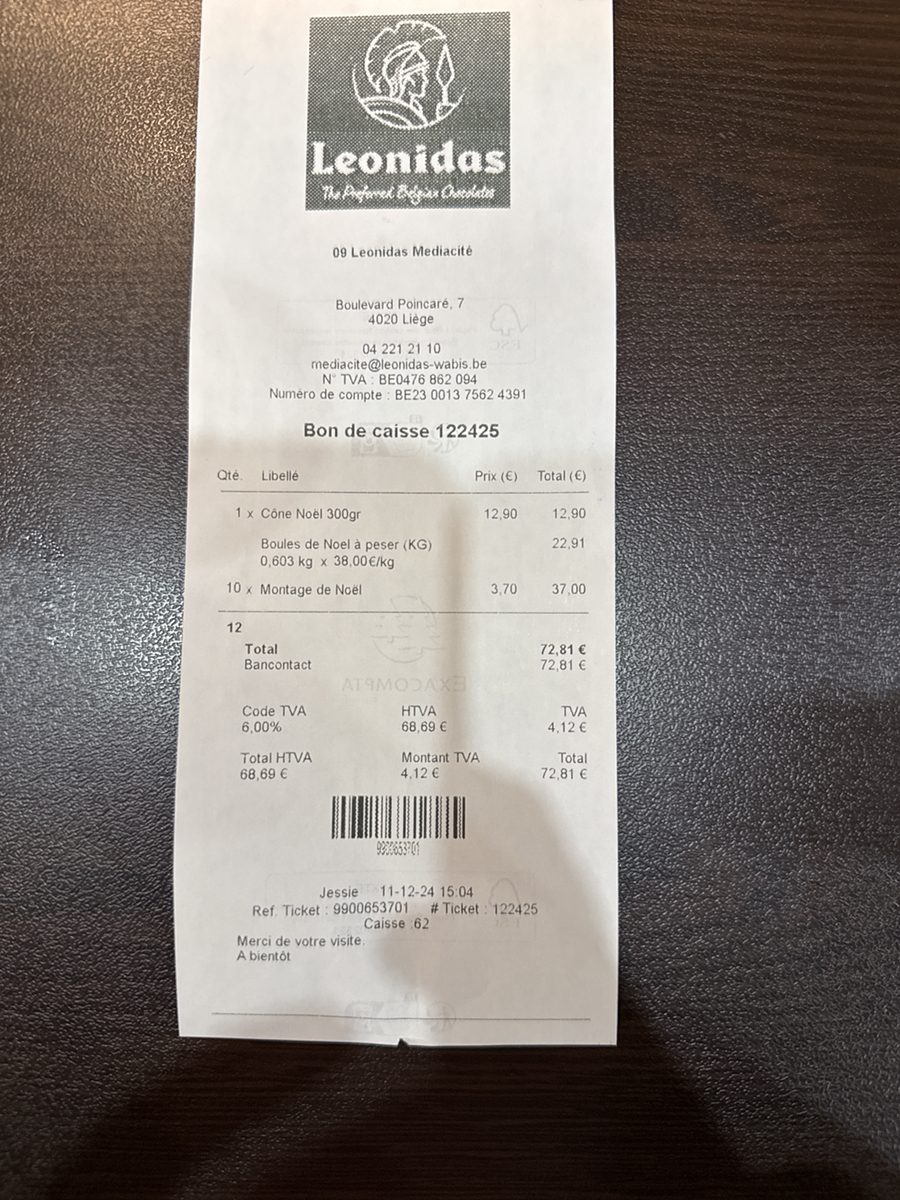 Leonidas
The Preferred Belgian Chocolates
09 Leonidas Mediacité
Boulevard Poincaré, 7
4020 Liège
04 221 21 10
mediacite@leonidas-wabis.be
N° TVA : BE0476 862 094
Numéro de compte : BE23 0013 7562 4391
Bon de caisse 122425
Qté. Libellé Prix (€) Total (€)
1 x Cône Noël 300gr 12,90 12,90
Boules de Noel à peser (KG) 22,91
0,603 kg x 38,00€/kg
10 x Montage de Noël 3,70 37,00
12
Total 72,81 €
Bancontact 72,81 €
EXACOMPTA
Code TVA HTVA TVA
6,00% 68,69 € 4,12 €
Total HTVA Montant TVA Total
68,69 € 4,12 € 72,81 €
9900653701
Jessie 11-12-24 15:04
Ref. Ticket : 9900653701 # Ticket : 122425
Caisse :62
Merci de votre visite.
A bientôt